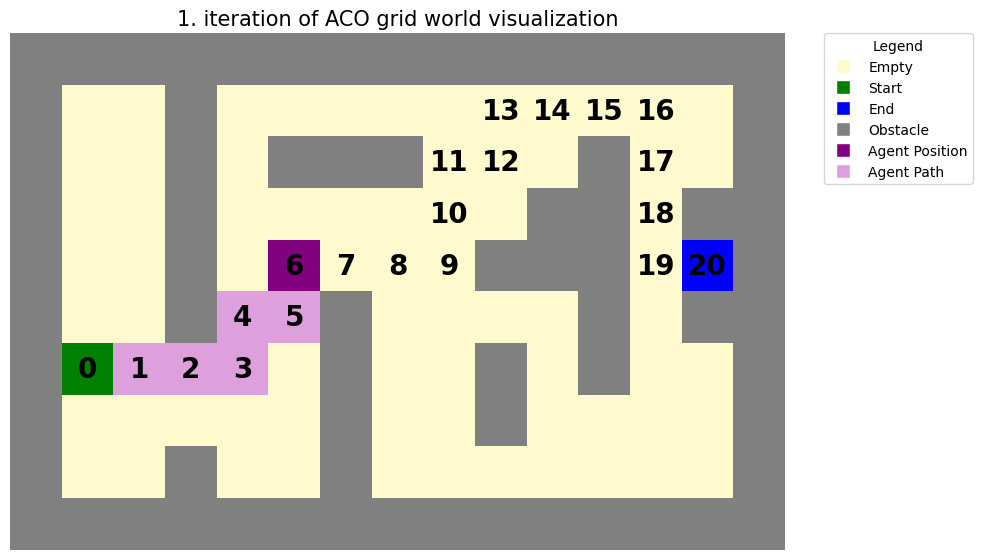 1. iteration of ACO grid world visualization
Legend
Empty
Start
End
Obstacle
Agent Position
Agent Path
13 14 15 16
11 12 17
10 18
6 7 8 9 19 20
4 5
0 1 2 3